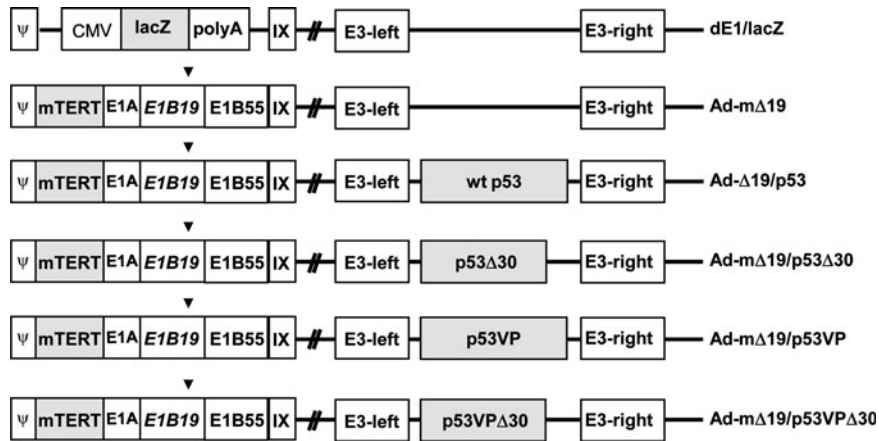 ψ CMV lacZ polyA IX E3-left E3-right dE1/lacZ
ψ mTERT E1A E1B19 E1B55 IX E3-left E3-right Ad-mΔ19
ψ mTERT E1A E1B19 E1B55 IX E3-left wt p53 E3-right Ad-Δ19/p53
ψ mTERT E1A E1B19 E1B55 IX E3-left p53Δ30 E3-right Ad-mΔ19/p53Δ30
ψ mTERT E1A E1B19 E1B55 IX E3-left p53VP E3-right Ad-mΔ19/p53VP
ψ mTERT E1A E1B19 E1B55 IX E3-left p53VPΔ30 E3-right Ad-mΔ19/p53VPΔ30